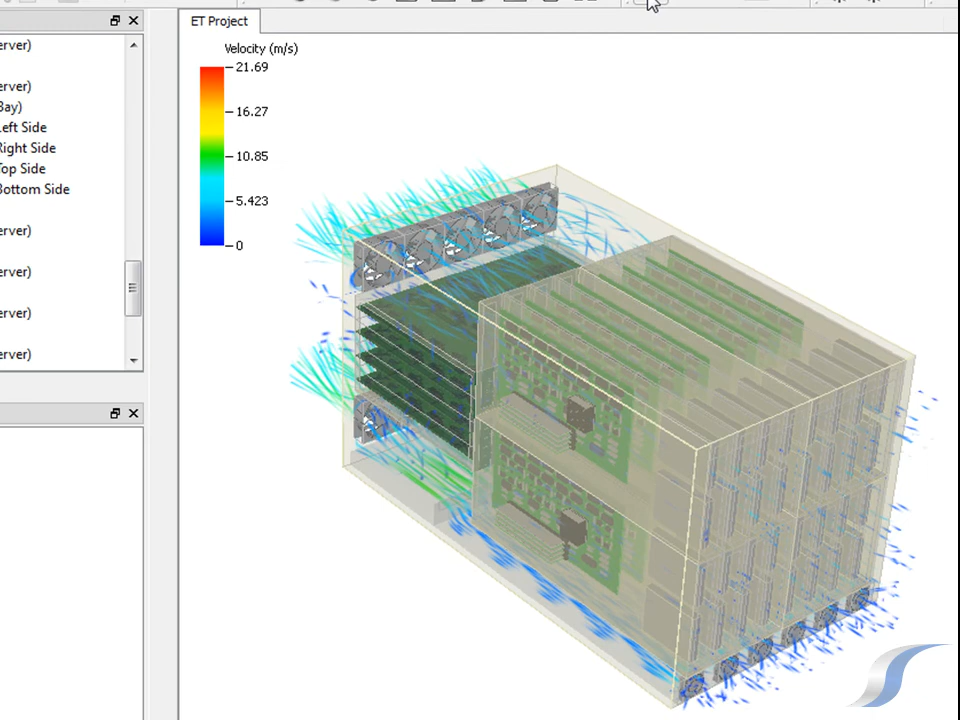 ET Project
erver)
erver)
Bay)
Left Side
Right Side
Top Side
Bottom Side
erver)
erver)
erver)
erver)
Velocity (m/s)
21.69
16.27
10.85
5.423
0